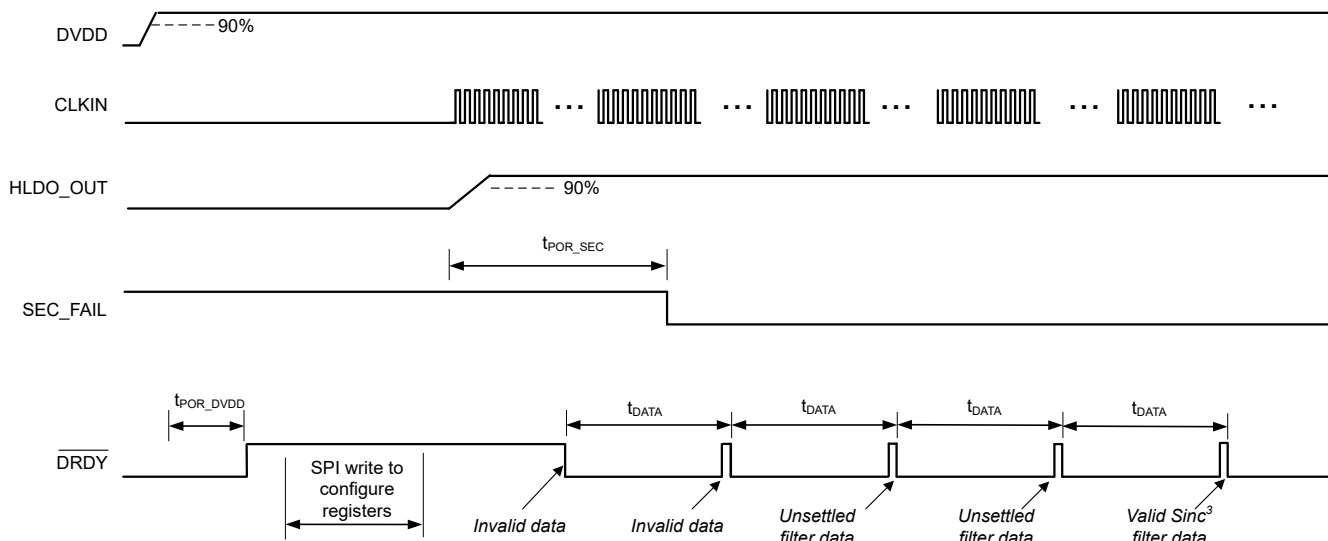 DVDD
90%
CLKIN
... ... ... ... ...
HLDO_OUT
90%
tPOR_SEC
SEC_FAIL
tPOR_DVDD
tDATA
tDATA
tDATA
tDATA
DRDY
SPI write to
configure
registers
Invalid data
Invalid data
Unsettled
filter data
Unsettled
filter data
Valid Sinc³
filter data